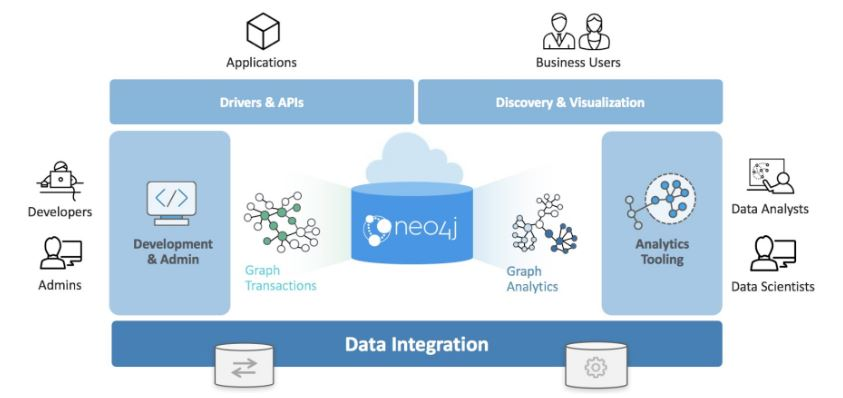 Applications
Business Users
Drivers & APIs
Discovery & Visualization
Developers
Admins
Development
& Admin
Graph
Transactions
neo4j
Graph
Analytics
Analytics
Tooling
Data Analysts
Data Scientists
Data Integration